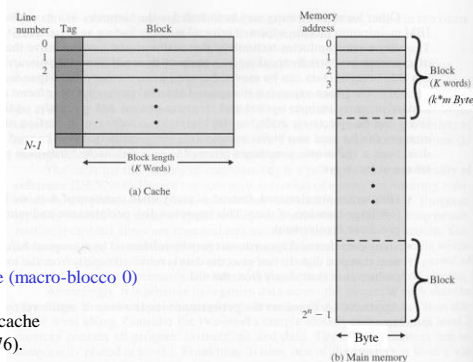 Line
number
Tag
Block
0
1
2
N-1
Block length
(K Words)
(a) Cache
Memory
address
0
1
2
3
Block
(K words)
(k*m Byte
Block
2ⁿ − 1
Byte
(b) Main memory
e (macro-blocco 0)
cache
76).